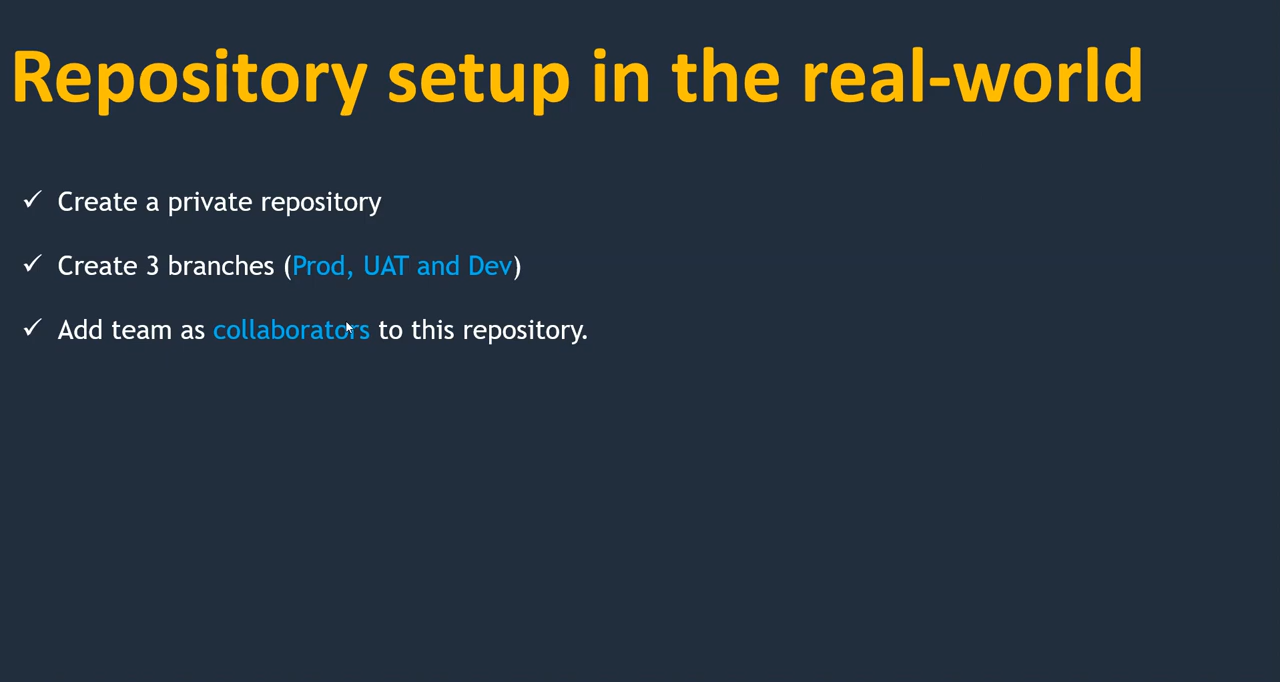 Repository setup in the real-world
✓ Create a private repository
✓ Create 3 branches (Prod, UAT and Dev)
✓ Add team as collaborators to this repository.